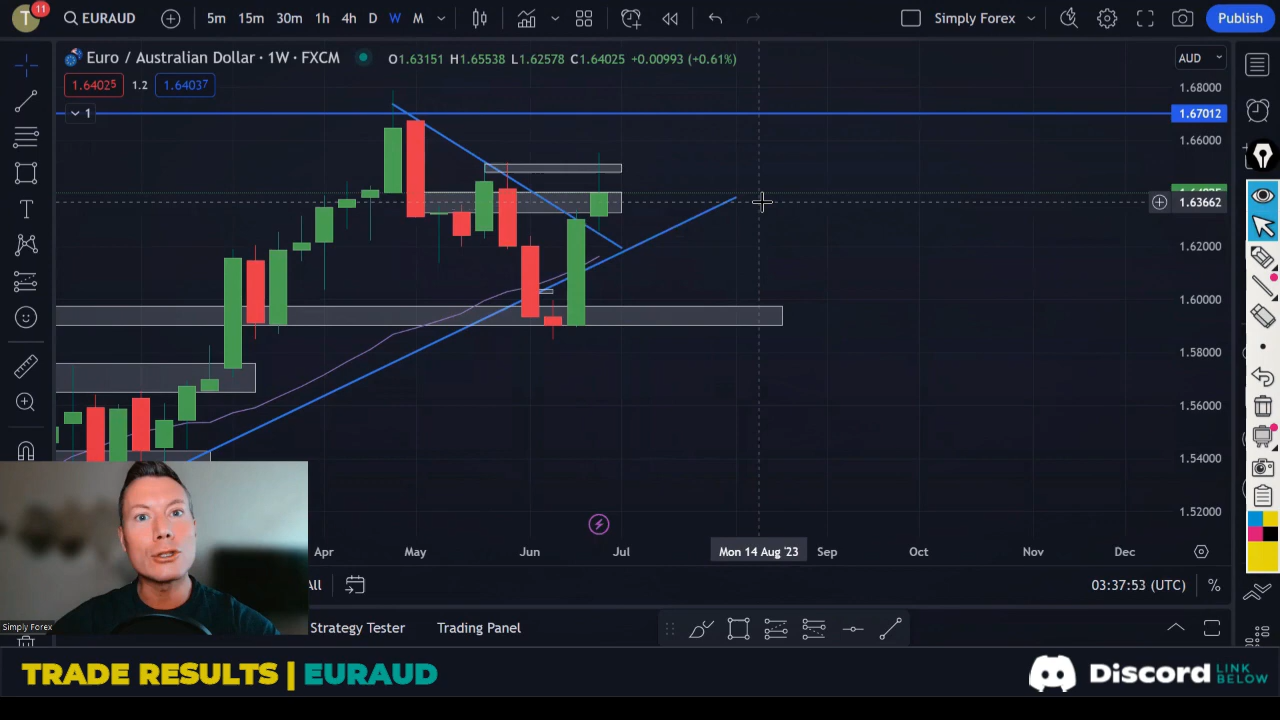 T
11
EURAUD
5m 15m 30m 1h 4h D W M
Simply Forex
Publish
Euro / Australian Dollar · 1W · FXCM
O1.63151 H1.65538 L1.62578 C1.64025 +0.00993 (+0.61%)
AUD
1.64025 1.2 1.64037
1.68000
1
1.67012
1.66000
1.63662
1.62000
1.60000
1.58000
1.56000
1.54000
1.52000
Apr May Jun Jul Mon 14 Aug '23 Sep Oct Nov Dec
All
03:37:53 (UTC) %
Simply Forex
Strategy Tester Trading Panel
TRADE RESULTS | EURAUD
Discord LINK
BELOW